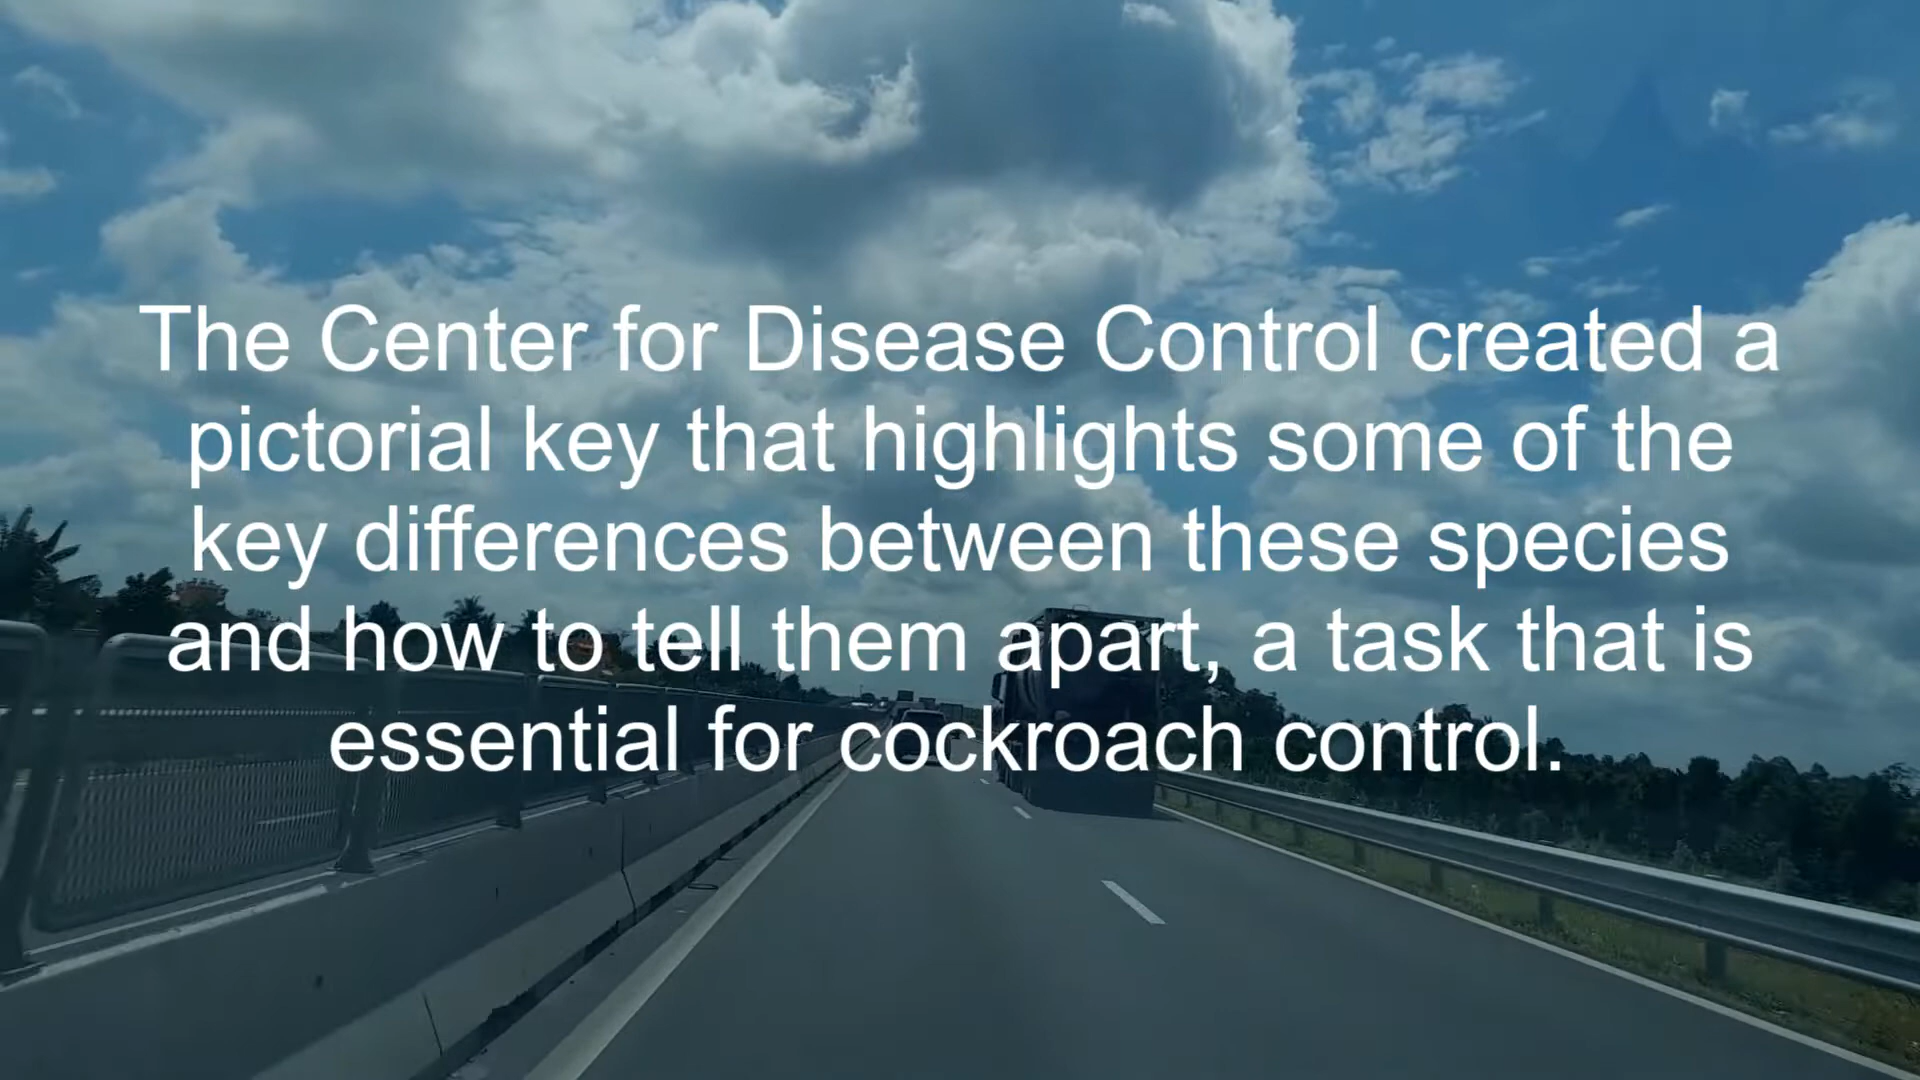 The Center for Disease Control created a
pictorial key that highlights some of the
key differences between these species
and how to tell them apart, a task that is
essential for cockroach control.